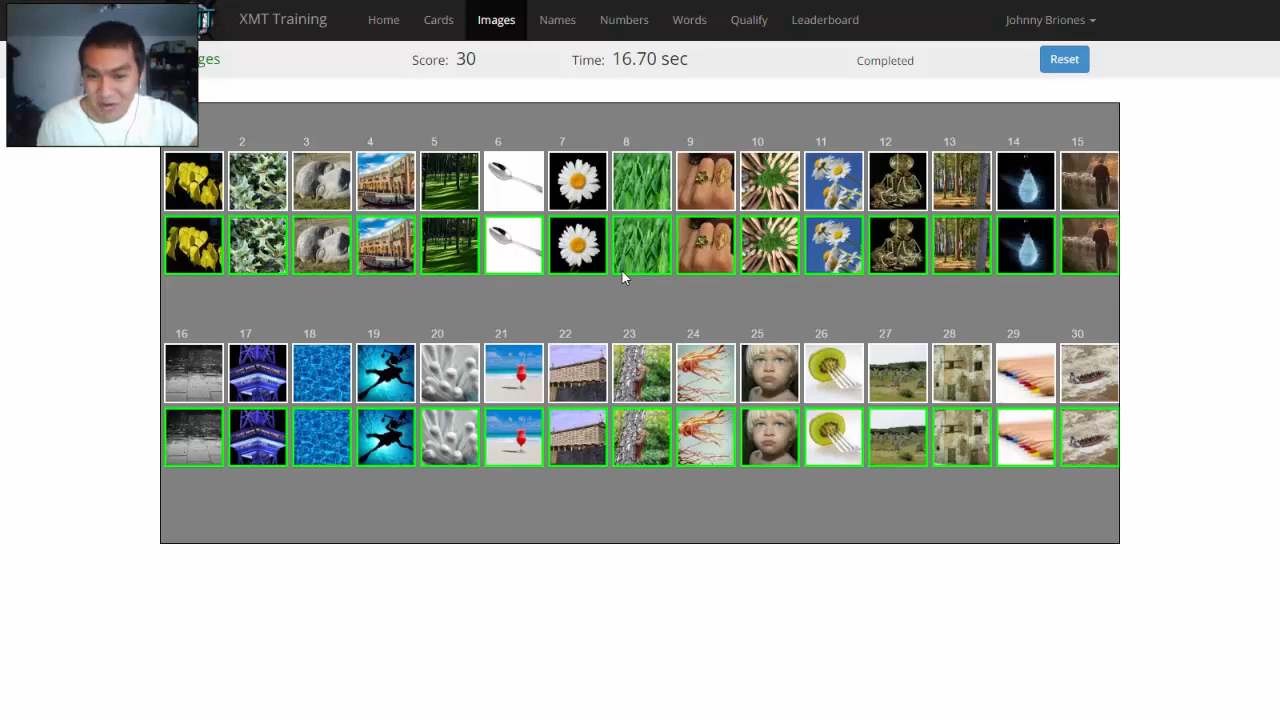 XMT Training Home Cards Images Names Numbers Words Qualify Leaderboard Johnny Briones
ges Score: 30 Time: 16.70 sec Completed Reset
2 3 4 5 6 7 8 9 10 11 12 13 14 15
16 17 18 19 20 21 22 23 24 25 26 27 28 29 30